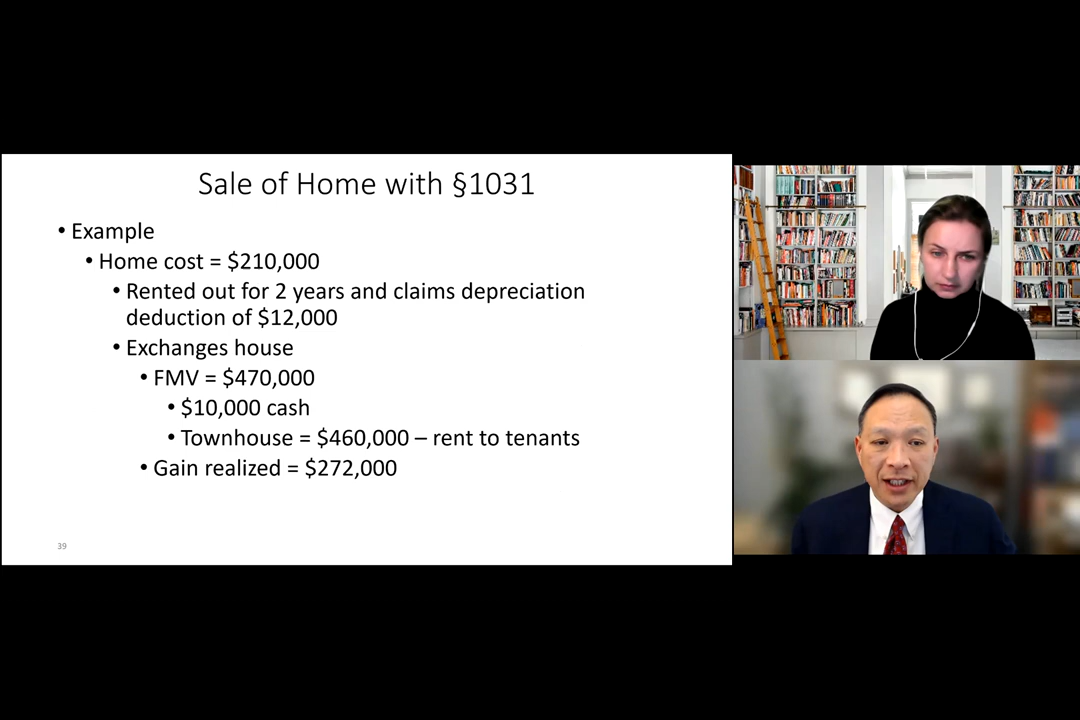 Sale of Home with §1031
• Example
• Home cost = $210,000
• Rented out for 2 years and claims depreciation
deduction of $12,000
• Exchanges house
• FMV = $470,000
• $10,000 cash
• Townhouse = $460,000 – rent to tenants
• Gain realized = $272,000
39